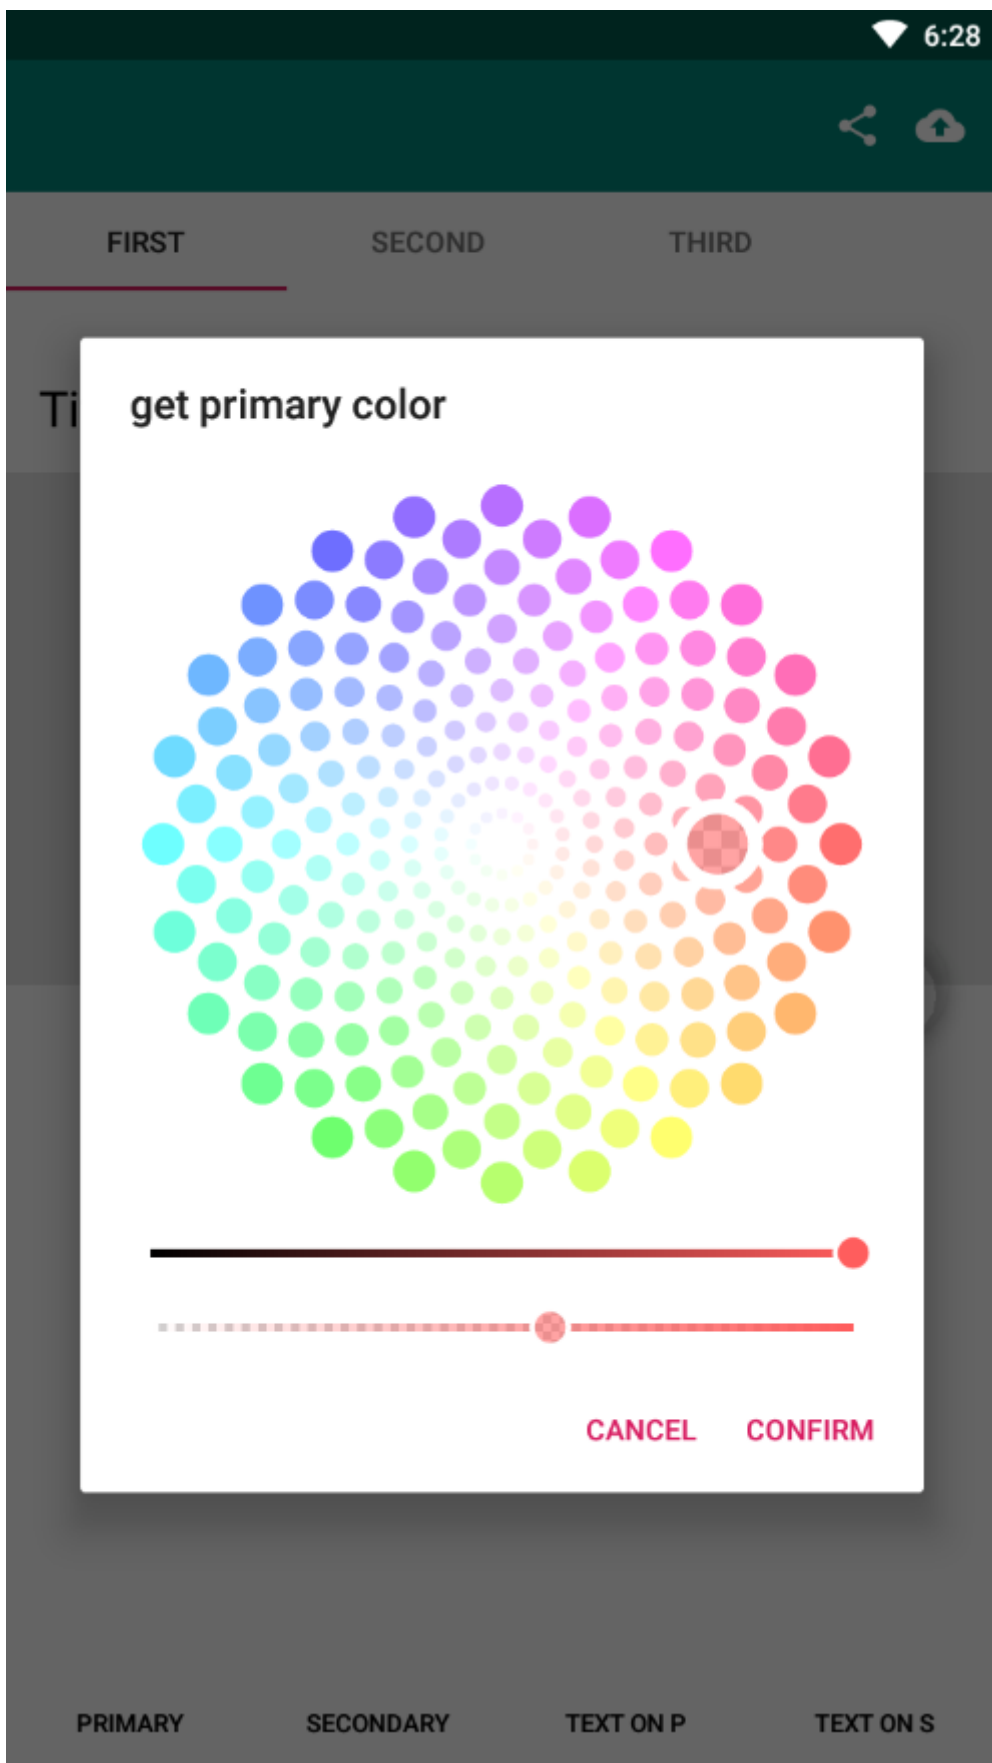 6:28
FIRST SECOND THIRD
Ti
get primary color
CANCEL CONFIRM
PRIMARY SECONDARY TEXT ON P TEXT ON S